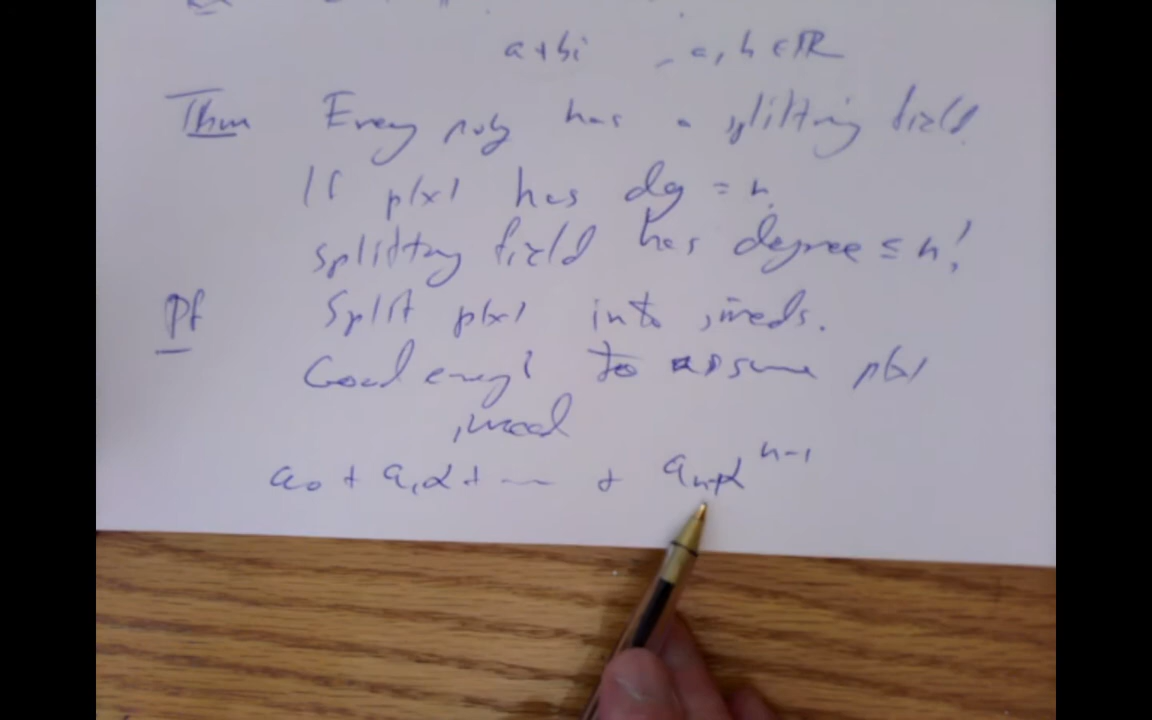 a+bi , a, b ∈ ℝ
Thm Every poly has a splitting field
If p(x) has deg = n,
splitting field has degree ≤ n!
Pf Split p(x) into irreds.
Good enough to assume p(x)
irred
a₀ + a₁α + --- + aₙ₋₁α^{n-1}